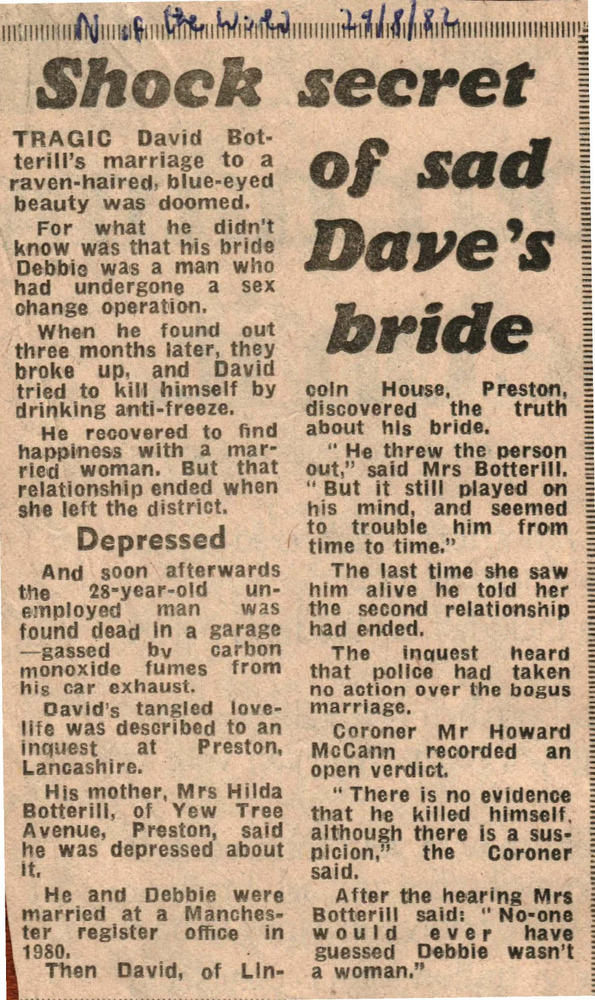 N of the World 29/8/82
Shock secret
of sad
Dave's
bride
TRAGIC David Bot-
terill's marriage to a
raven-haired, blue-eyed
beauty was doomed.
For what he didn't
know was that his bride
Debbie was a man who
had undergone a sex
change operation.
When he found out
three months later, they
broke up, and David
tried to kill himself by
drinking anti-freeze.
He recovered to find
happiness with a mar-
ried woman. But that
relationship ended when
she left the district.
Depressed
And soon afterwards
the 28-year-old un-
employed man was
found dead in a garage
—gassed by carbon
monoxide fumes from
his car exhaust.
David's tangled love-
life was described to an
inquest at Preston,
Lancashire.
His mother, Mrs Hilda
Botterill, of Yew Tree
Avenue, Preston, said
he was depressed about
it.
He and Debbie were
married at a Manches-
ter register office in
1980.
Then David, of Lin-
coln House, Preston,
discovered the truth
about his bride.
"He threw the person
out," said Mrs Botterill.
"But it still played on
his mind, and seemed
to trouble him from
time to time."
The last time she saw
him alive he told her
the second relationship
had ended.
The inquest heard
that police had taken
no action over the bogus
marriage.
Coroner Mr Howard
McCann recorded an
open verdict.
"There is no evidence
that he killed himself,
although there is a sus-
picion," the Coroner
said.
After the hearing Mrs
Botterill said: "No-one
would ever have
guessed Debbie wasn't
a woman."